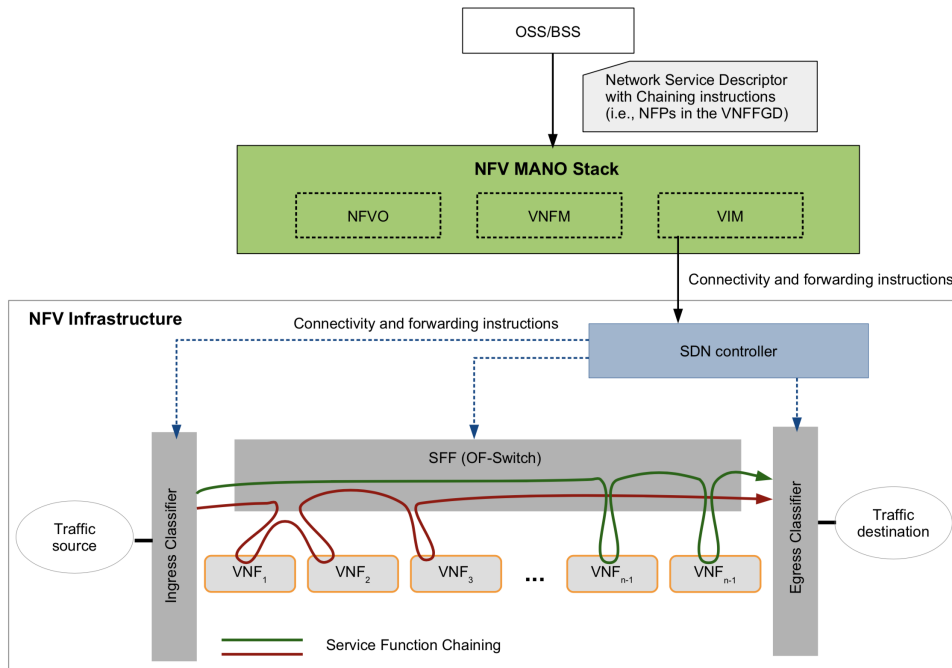 OSS/BSS
Network Service Descriptor
with Chaining instructions
(i.e., NFPs in the VNFFGD)
NFV MANO Stack
NFVO
VNFM
VIM
Connectivity and forwarding instructions
NFV Infrastructure
Connectivity and forwarding instructions
SDN controller
SFF (OF-Switch)
Ingress Classifier
Egress Classifier
Traffic
source
Traffic
destination
VNF1
VNF2
VNF3
...
VNFn-1
VNFn-1
Service Function Chaining